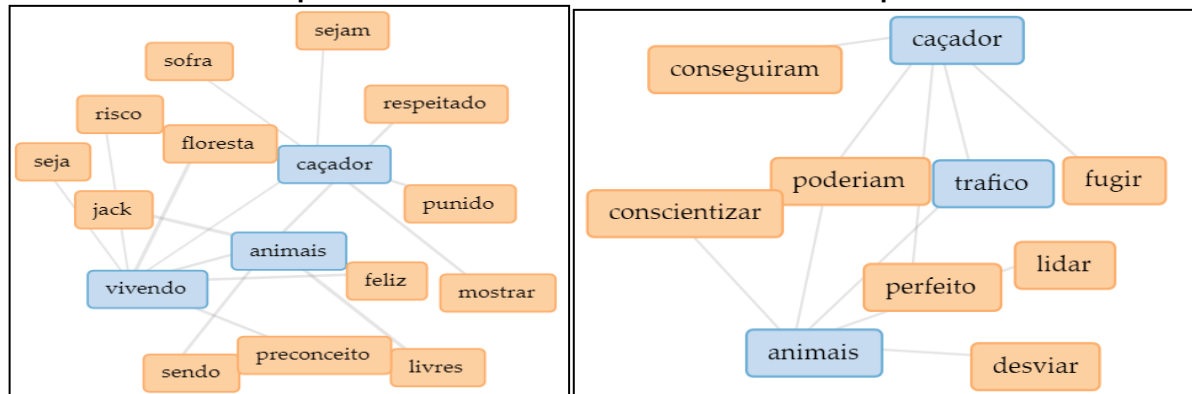 sejam
sofra
respeitado
risco
floresta
caçador
seja
punido
jack
animais
feliz
vivendo
mostrar
preconceito
livres
sendo
caçador
conseguiram
poderiam
trafico
fugir
conscientizar
lidar
perfeito
animais
desviar